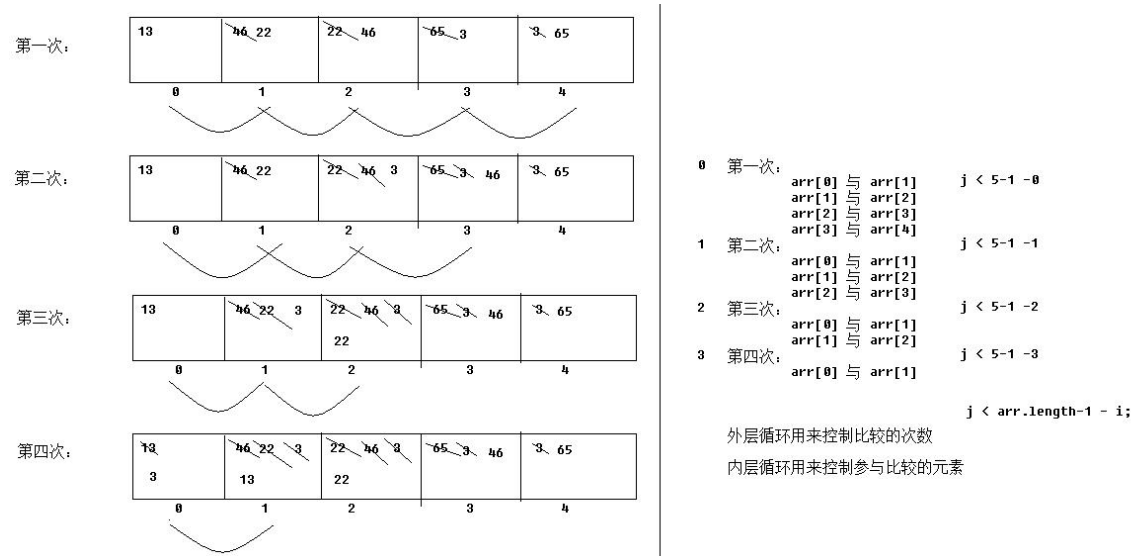 第一次:
13 46 22 22 46 65 3 3 65
0 1 2 3 4
第二次:
13 46 22 22 46 3 65 3 46 3 65
0 1 2 3 4
第三次:
13 46 22 3 22 46 3 65 3 46 3 65
22
0 1 2 3 4
第四次:
13 46 22 3 22 46 3 65 3 46 3 65
3 13 22
0 1 2 3 4
0 第一次:
arr[0] 与 arr[1] j < 5-1 -0
arr[1] 与 arr[2]
arr[2] 与 arr[3]
arr[3] 与 arr[4]
1 第二次: j < 5-1 -1
arr[0] 与 arr[1]
arr[1] 与 arr[2]
arr[2] 与 arr[3]
2 第三次: j < 5-1 -2
arr[0] 与 arr[1]
arr[1] 与 arr[2]
3 第四次: j < 5-1 -3
arr[0] 与 arr[1]
j < arr.length-1 - i;
外层循环用来控制比较的次数
内层循环用来控制参与比较的元素